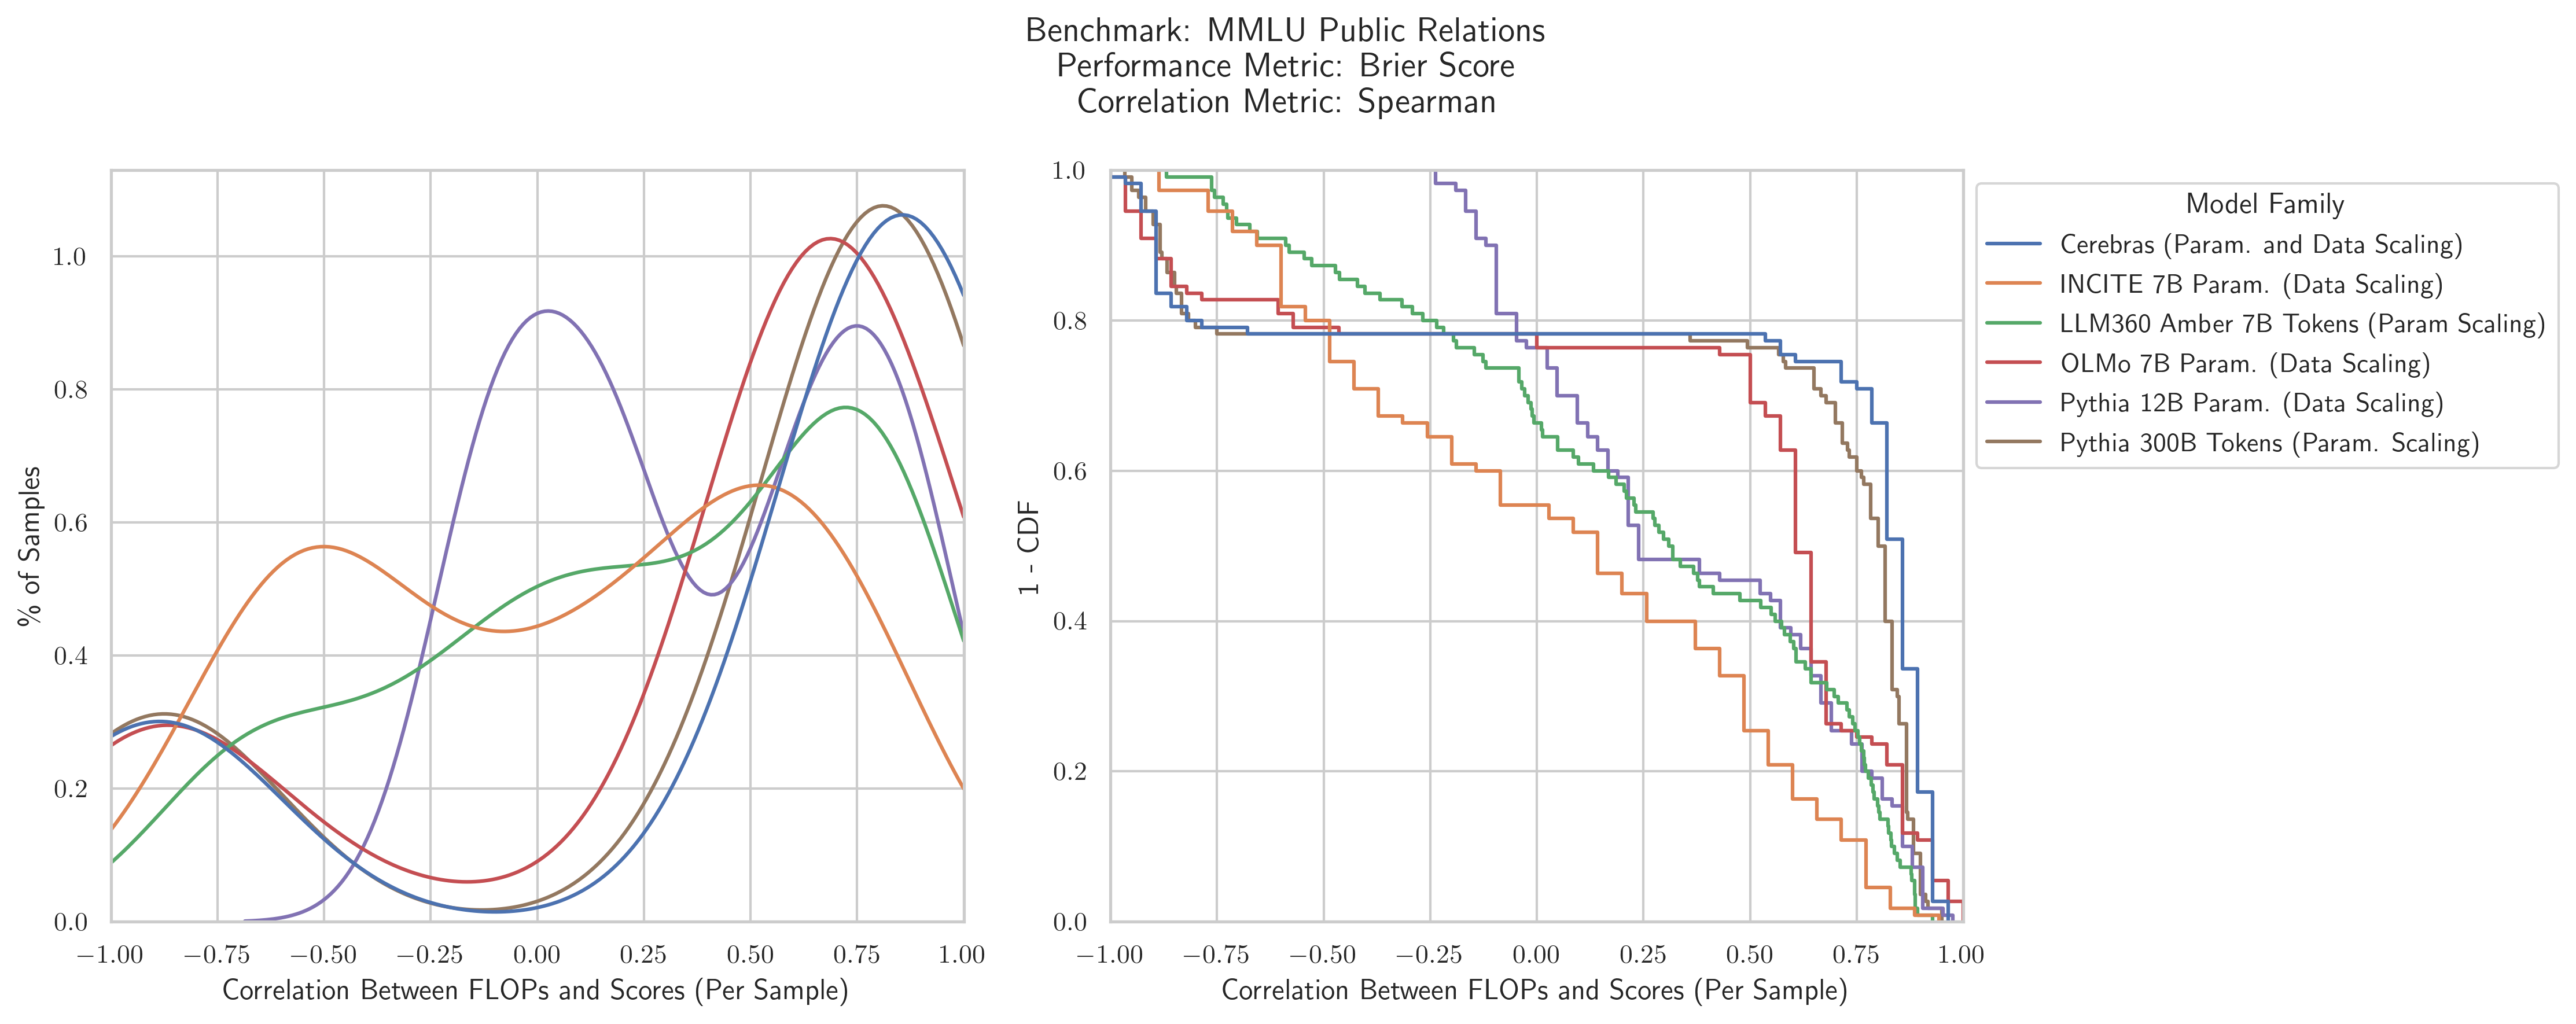 Benchmark: MMLU Public Relations
Performance Metric: Brier Score
Correlation Metric: Spearman
% of Samples
1.0
0.8
0.6
0.4
0.2
0.0
−1.00 −0.75 −0.50 −0.25 0.00 0.25 0.50 0.75 1.00
Correlation Between FLOPs and Scores (Per Sample)
1 - CDF
1.0
0.8
0.6
0.4
0.2
0.0
−1.00 −0.75 −0.50 −0.25 0.00 0.25 0.50 0.75 1.00
Correlation Between FLOPs and Scores (Per Sample)
Model Family
Cerebras (Param. and Data Scaling)
INCITE 7B Param. (Data Scaling)
LLM360 Amber 7B Tokens (Param Scaling)
OLMo 7B Param. (Data Scaling)
Pythia 12B Param. (Data Scaling)
Pythia 300B Tokens (Param. Scaling)